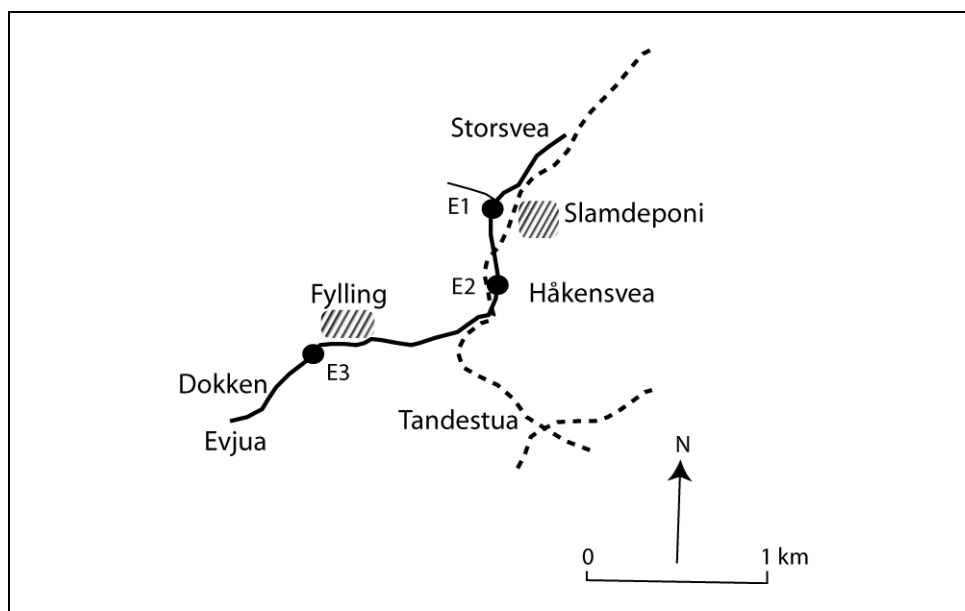 Storsvea
E1
Slamdeponi
E2
Håkensvea
Fylling
E3
Dokken
Tandestua
Evjua
N
0
1 km